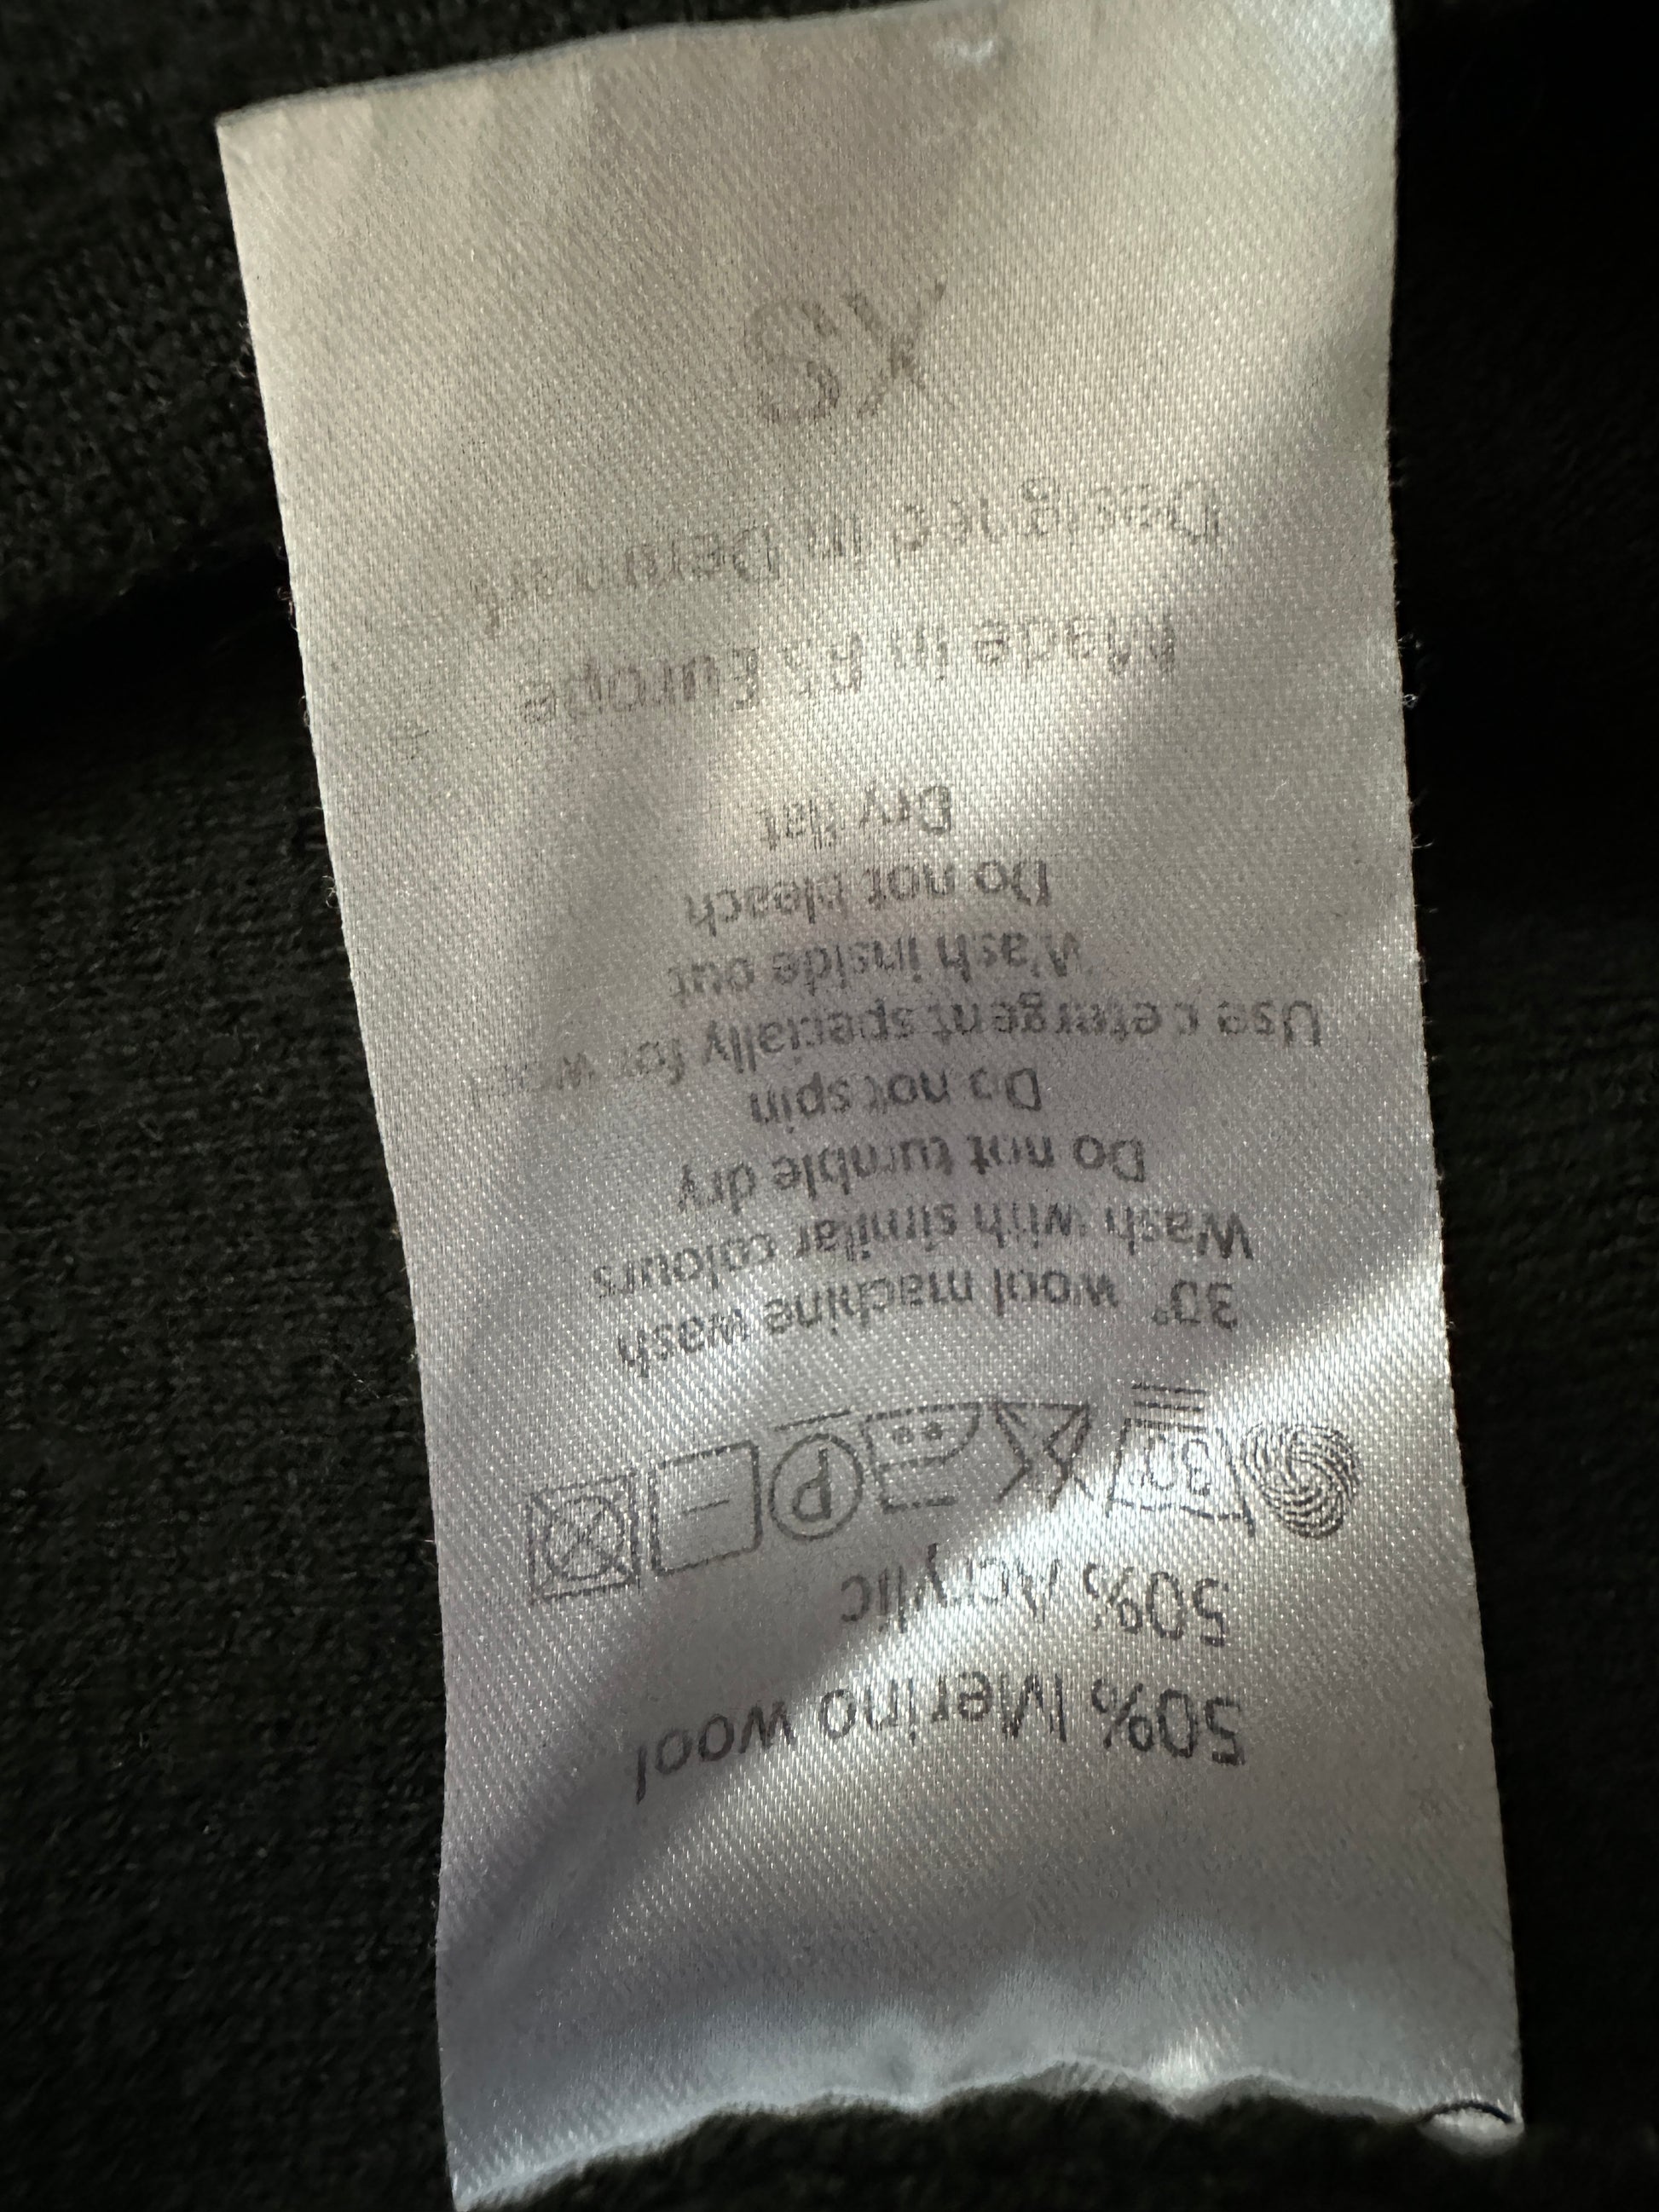 50% Merino wool
50% Acrylic
30° P
30° wool machine wash
Wash with similar colours
Do not tumble dry
Do not spin
Use detergent specially for wool
Wash inside out
Do not bleach
Dry flat
Made in Europe
Designed in Denmark
XS